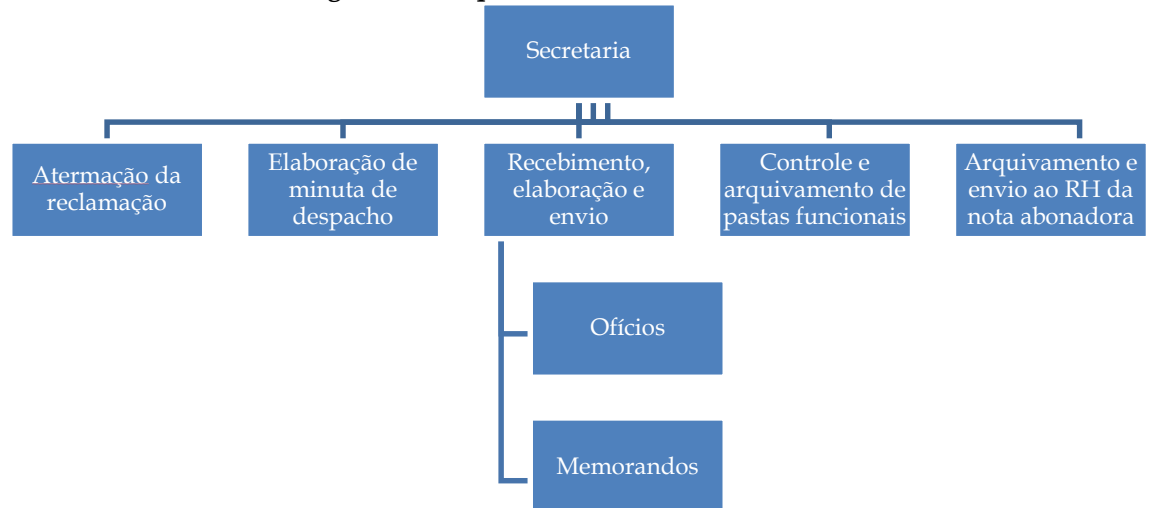 Secretaria
Atermação da
reclamação
Elaboração de
minuta de
despacho
Recebimento,
elaboração e
envio
Controle e
arquivamento de
pastas funcionais
Arquivamento e
envio ao RH da
nota abonadora
Ofícios
Memorandos